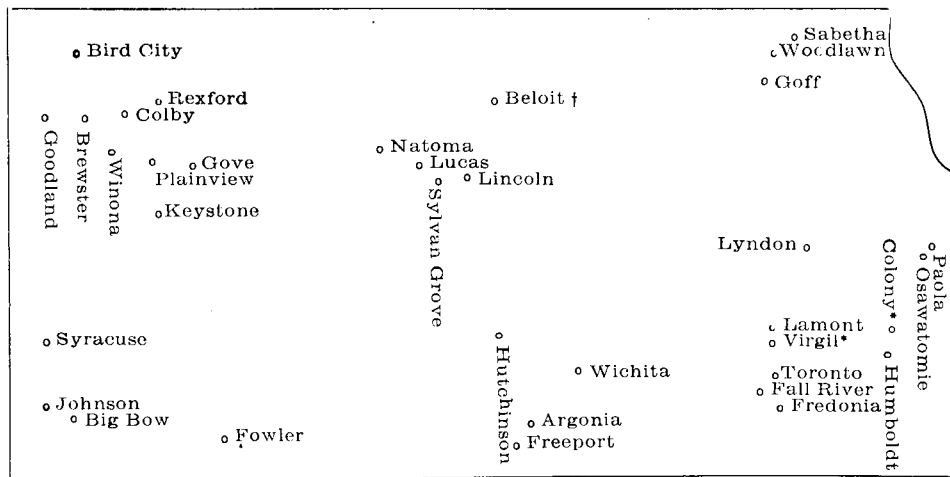 Sabetha
Bird City
Woodlawn
Goff
Rexford
Beloit †
Colby
Goodland
Brewster
Winona
Natoma
Gove
Lucas
Plainview
Lincoln
Sylvan Grove
Keystone
Lyndon
Colony*
Paola
Osawatomie
Lamont
Syracuse
Virgil*
Hutchinson
Humboldt
Wichita
Toronto
Fall River
Johnson
Fredonia
Big Bow
Argonia
Fowler
Freeport